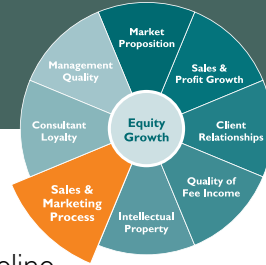 Market
Proposition
Sales &
Profit Growth
Client
Relationships
Quality of
Fee Income
Intellectual
Property
Sales &
Marketing
Process
Consultant
Loyalty
Management
Quality
Equity
Growth